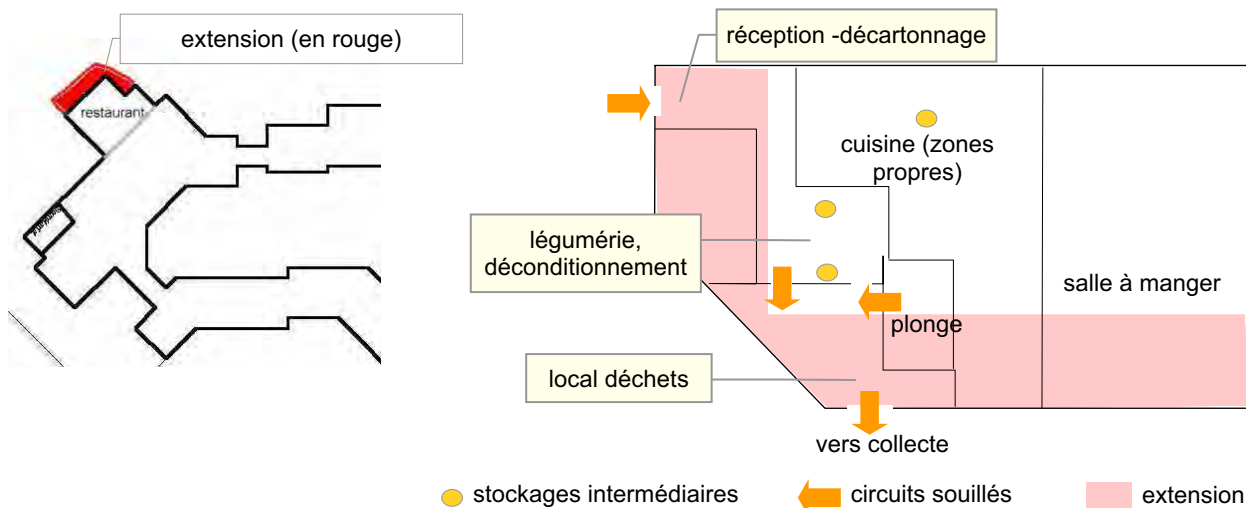 extension (en rouge)
restaurant
réception -décartonnage
cuisine (zones
propres)
légumérie,
déconditionnement
salle à manger
plonge
local déchets
vers collecte
stockages intermédiaires
circuits souillés
extension